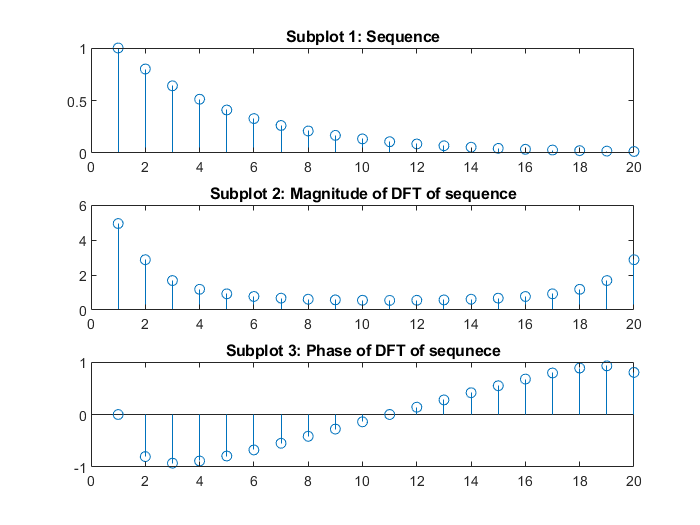 Subplot 1: Sequence
1
0.5
0
0 2 4 6 8 10 12 14 16 18 20
Subplot 2: Magnitude of DFT of sequence
6
4
2
0
0 2 4 6 8 10 12 14 16 18 20
Subplot 3: Phase of DFT of sequnece
1
0
-1
0 2 4 6 8 10 12 14 16 18 20